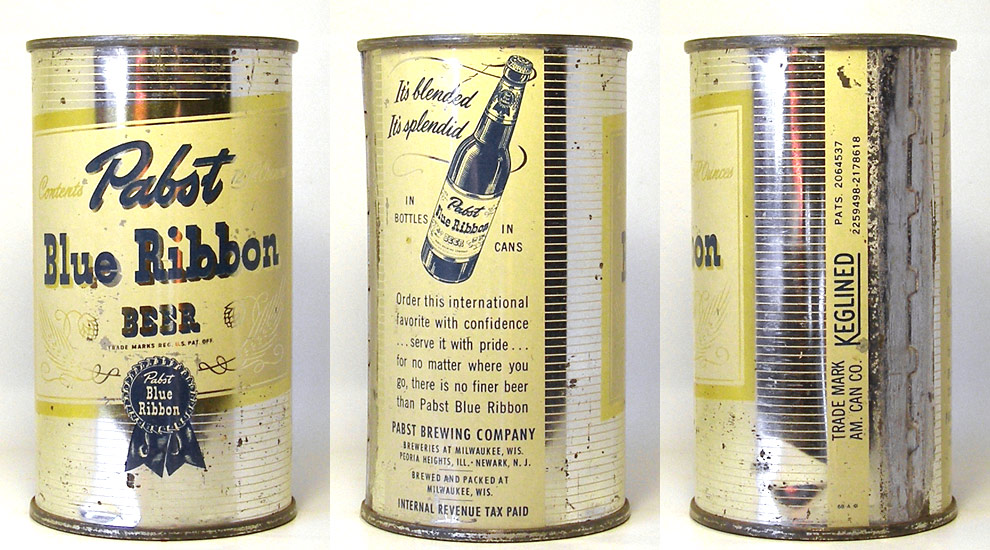 Contents
Pabst
Blue Ribbon
BEER
TRADE MARKS REG. U.S. PAT. OFF.
Pabst
Blue
Ribbon
It's blended
It's splendid
IN
BOTTLES
IN
CANS
Pabst
Blue Ribbon
BEER
Order this international
favorite with confidence
...serve it with pride...
for no matter where you
go, there is no finer beer
than Pabst Blue Ribbon
PABST BREWING COMPANY
BREWERIES AT MILWAUKEE, WIS.
PEORIA HEIGHTS, ILL.-NEWARK, N. J.
BREWED AND PACKED AT
MILWAUKEE, WIS.
INTERNAL REVENUE TAX PAID
Ounces
on
TRADE MARK
AM. CAN CO.
KEGLINED
PATS. 2064537
2259498-2178618